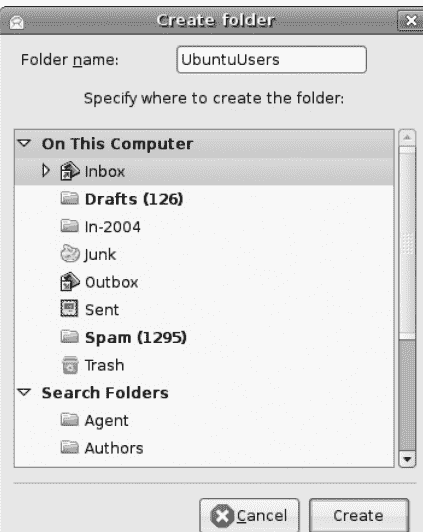 Create folder
Folder name: UbuntuUsers
Specify where to create the folder:
On This Computer
Inbox
Drafts (126)
In-2004
Junk
Outbox
Sent
Spam (1295)
Trash
Search Folders
Agent
Authors
Cancel Create